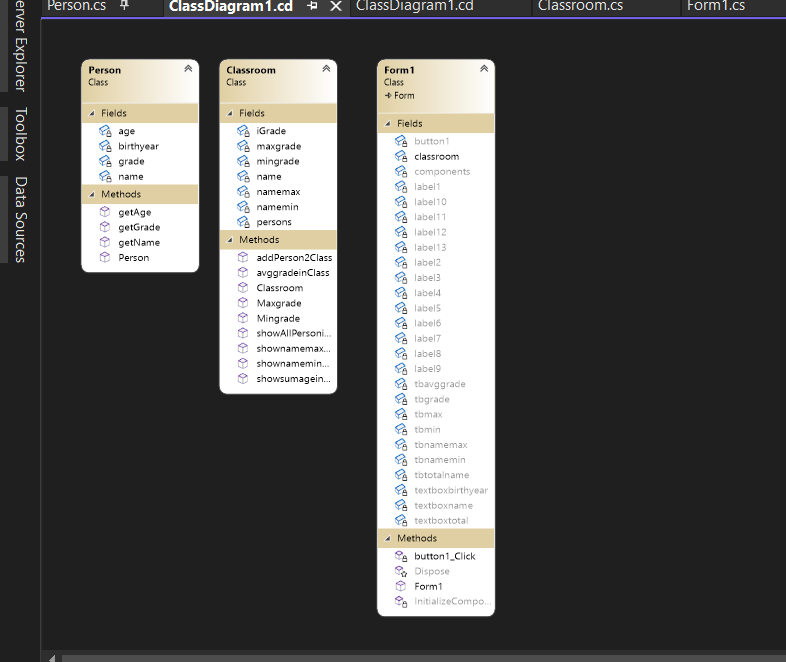 Person.cs
ClassDiagram1.cd
ClassDiagram1.cd
Classroom.cs
Form1.cs
erver Explorer
Toolbox
Data Sources
Person
Class
Fields
age
birthyear
grade
name
Methods
getAge
getGrade
getName
Person
Classroom
Class
Fields
iGrade
maxgrade
mingrade
name
namemax
namemin
persons
Methods
addPerson2Class
avggradeinClass
Classroom
Maxgrade
Mingrade
showAllPersoni...
shownamemax...
shownamemin...
showsumagein...
Form1
Class
Form
Fields
button1
classroom
components
label1
label10
label11
label12
label13
label2
label3
label4
label5
label6
label7
label8
label9
tbavggrade
tbgrade
tbmax
tbmin
tbnamemax
tbnamemin
tbtotalname
textboxbirthyear
textboxname
textboxtotal
Methods
button1_Click
Dispose
Form1
InitializeCompo...